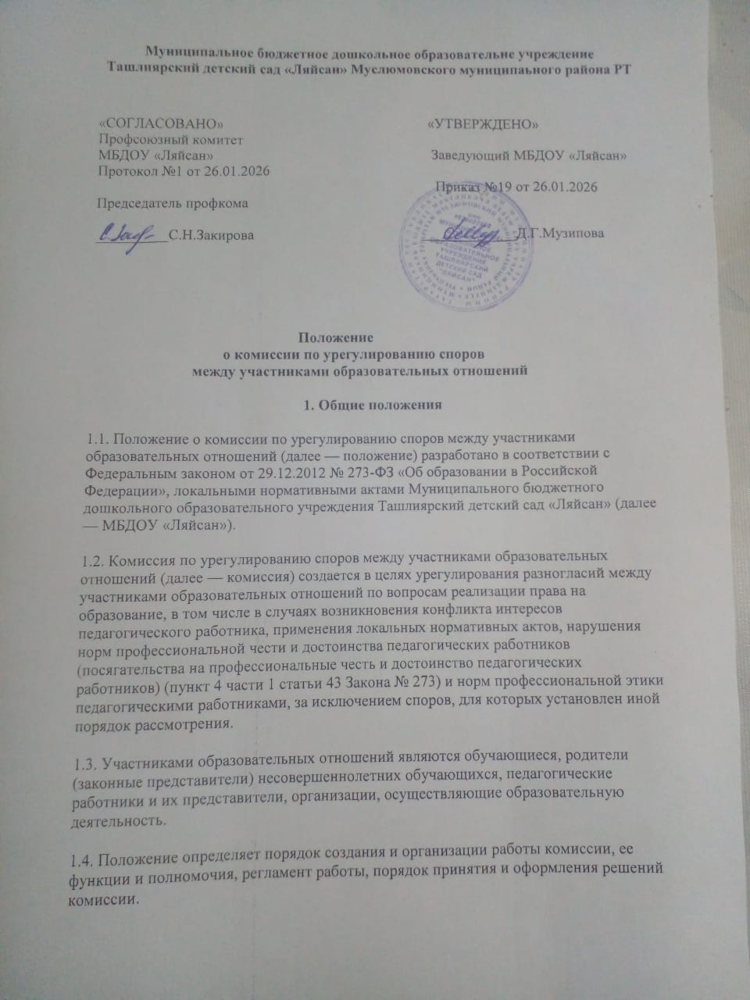 Муниципальное бюджетное дошкольное образовательне учреждение
Ташлиярский детский сад «Ляйсан» Муслюмовского муниципаьного района РТ
«СОГЛАСОВАНО»
Профсоюзный комитет
МБДОУ «Ляйсан»
Протокол №1 от 26.01.2026
Председатель профкома
С.Н.Закирова
«УТВЕРЖДЕНО»
Заведующий МБДОУ «Ляйсан»
Приказ №19 от 26.01.2026
Д.Г.Музипова
ОБРАЗОВАТЕЛЬНОЕ
УЧРЕЖДЕНИЕ
ТАШЛИЯРСКИЙ
ДЕТСКИЙ САД
"ЛЯЙСАН"
Положение
о комиссии по урегулированию споров
между участниками образовательных отношений
1. Общие положения
1.1. Положение о комиссии по урегулированию споров между участниками
образовательных отношений (далее — положение) разработано в соответствии с
Федеральным законом от 29.12.2012 № 273-ФЗ «Об образовании в Российской
Федерации», локальными нормативными актами Муниципального бюджетного
дошкольного образовательного учреждения Ташлиярский детский сад «Ляйсан» (далее
— МБДОУ «Ляйсан»).
1.2. Комиссия по урегулированию споров между участниками образовательных
отношений (далее — комиссия) создается в целях урегулирования разногласий между
участниками образовательных отношений по вопросам реализации права на
образование, в том числе в случаях возникновения конфликта интересов
педагогического работника, применения локальных нормативных актов, нарушения
норм профессиональной чести и достоинства педагогических работников
(посягательства на профессиональные честь и достоинство педагогических
работников) (пункт 4 части 1 статьи 43 Закона № 273) и норм профессиональной этики
педагогическими работниками, за исключением споров, для которых установлен иной
порядок рассмотрения.
1.3. Участниками образовательных отношений являются обучающиеся, родители
(законные представители) несовершеннолетних обучающихся, педагогические
работники и их представители, организации, осуществляющие образовательную
деятельность.
1.4. Положение определяет порядок создания и организации работы комиссии, ее
функции и полномочия, регламент работы, порядок принятия и оформления решений
комиссии.